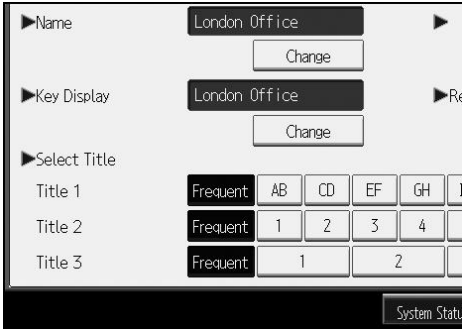 ▶Name London Office ▶
Change
▶Key Display London Office ▶Re
Change
▶Select Title
Title 1 Frequent AB CD EF GH
Title 2 Frequent 1 2 3 4
Title 3 Frequent 1 2
System Statu